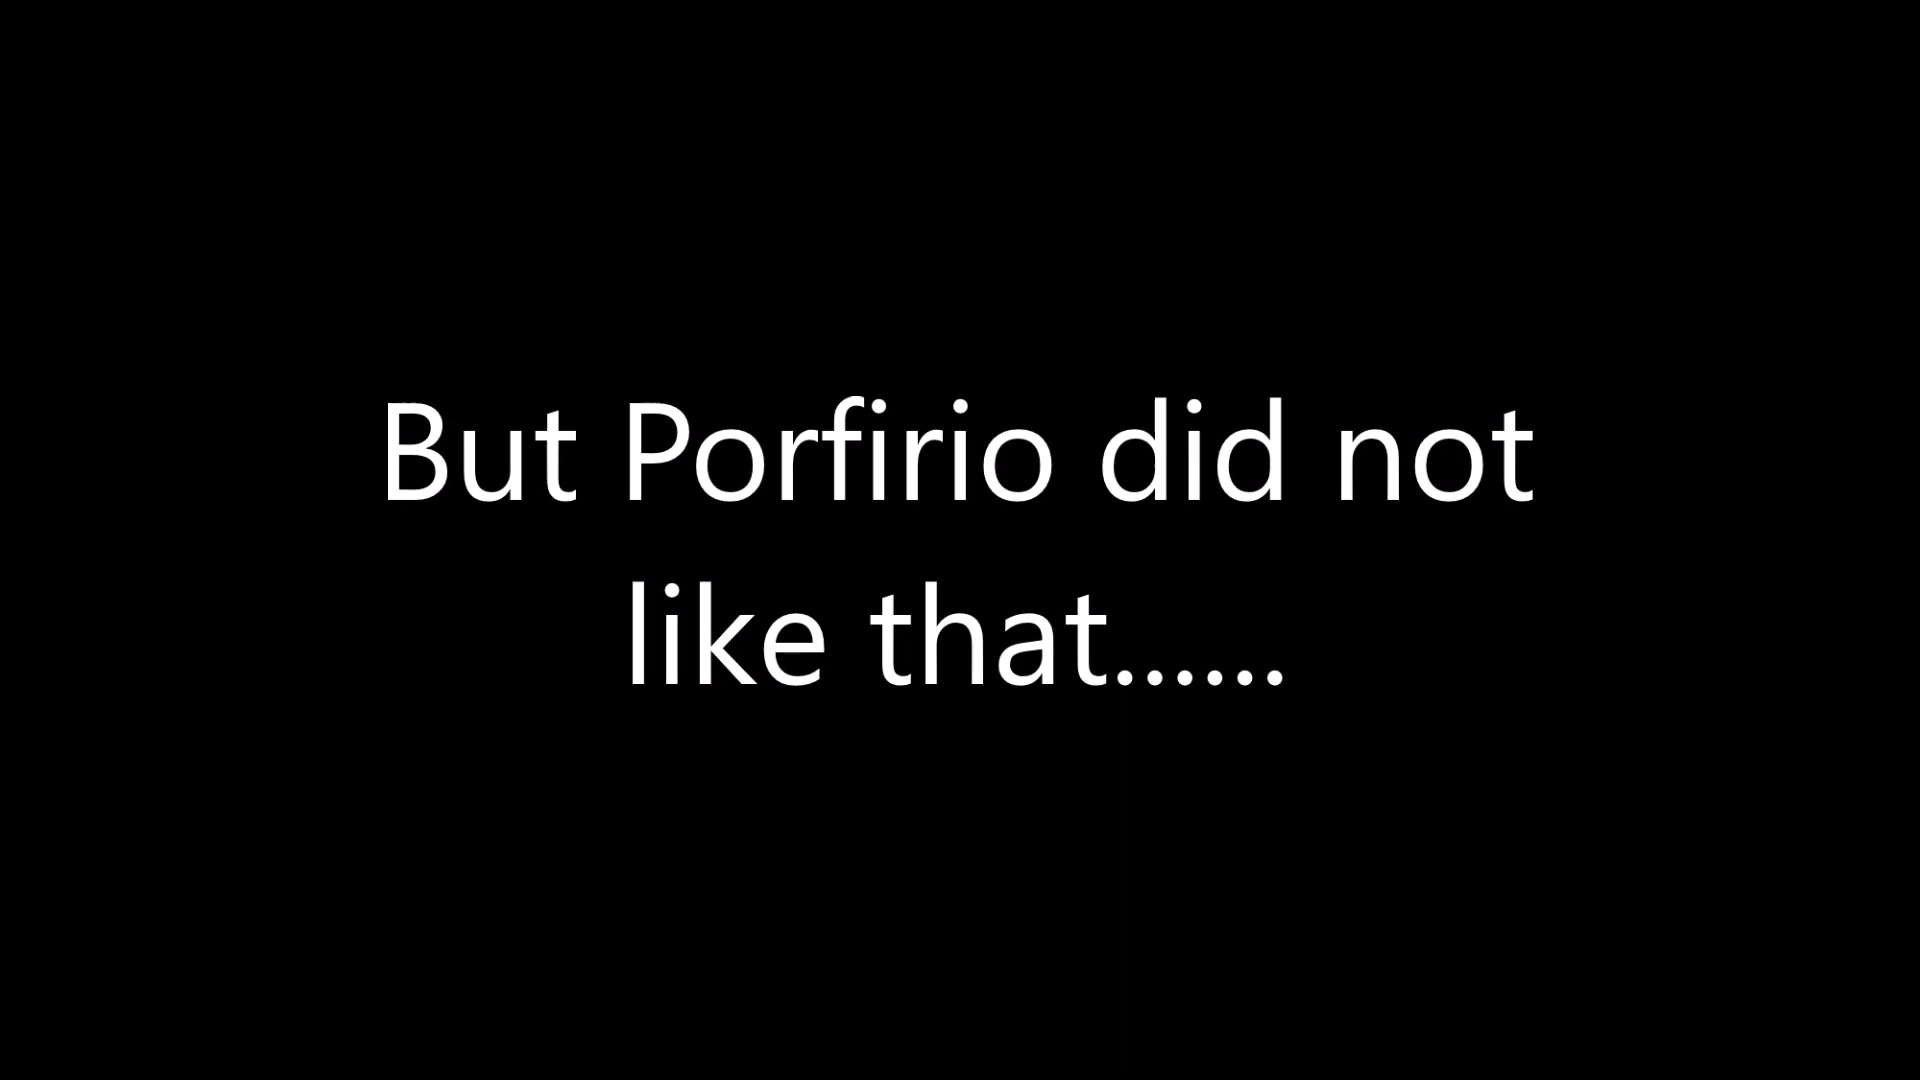 But Porfirio did not
like that......